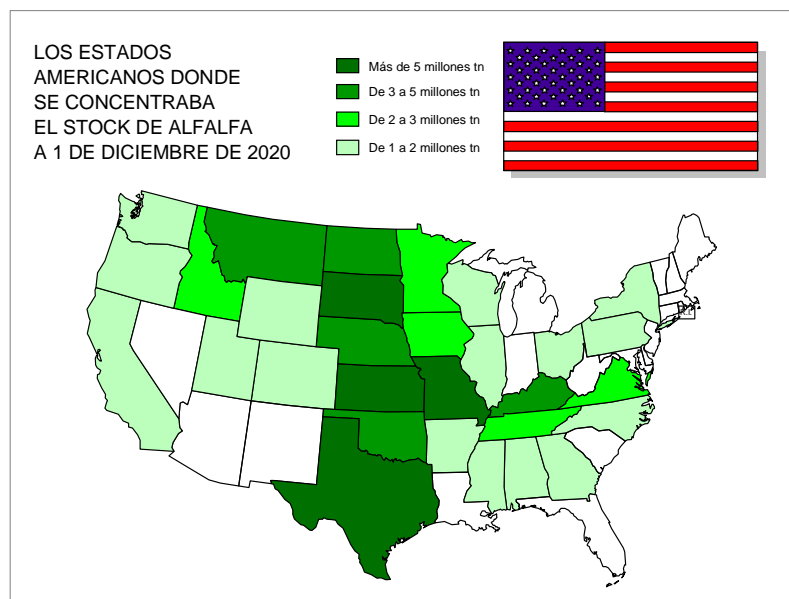 LOS ESTADOS
AMERICANOS DONDE
SE CONCENTRABA
EL STOCK DE ALFALFA
A 1 DE DICIEMBRE DE 2020
Más de 5 millones tn
De 3 a 5 millones tn
De 2 a 3 millones tn
De 1 a 2 millones tn